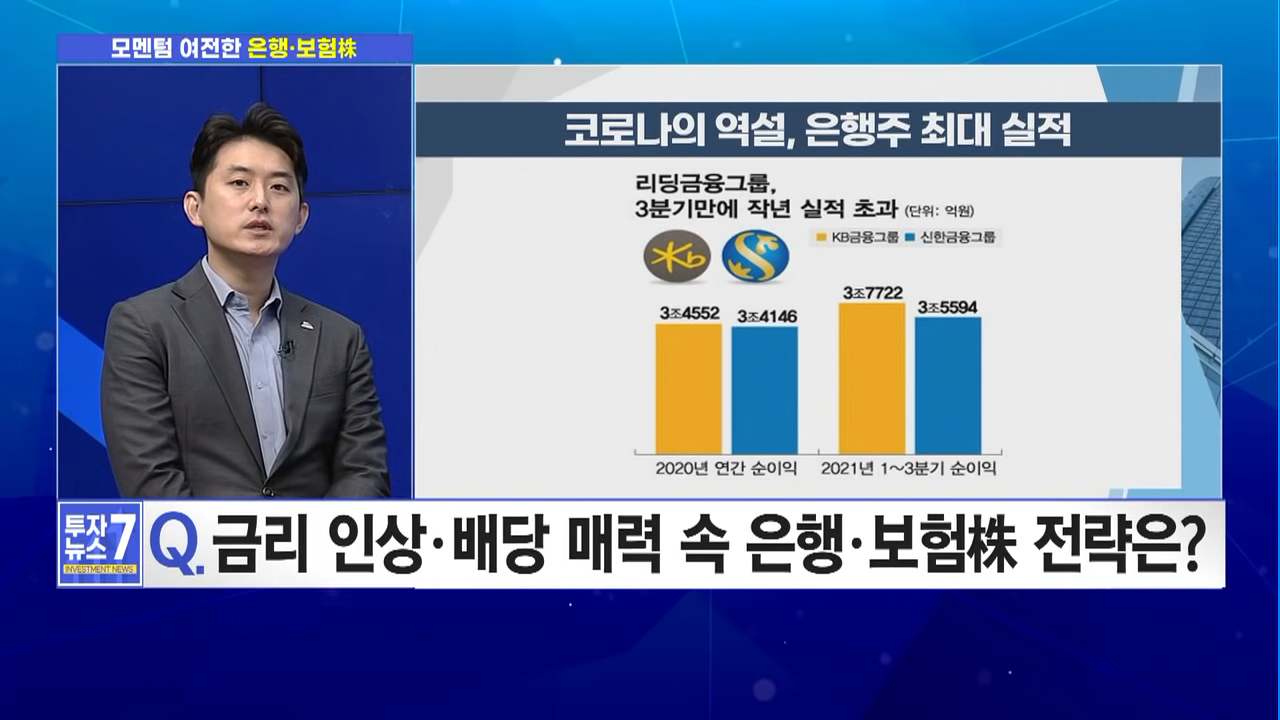 모멘텀 여전한 은행·보험株
코로나의 역설, 은행주 최대 실적
리딩금융그룹,
3분기만에 작년 실적 초과 (단위: 억원)
Kb
KB금융그룹 신한금융그룹
3조4552
3조4146
3조7722
3조5594
2020년 연간 순이익
2021년 1~3분기 순이익
투자
뉴스7
INVESTMENT NEWS
Q. 금리 인상·배당 매력 속 은행·보험株 전략은?